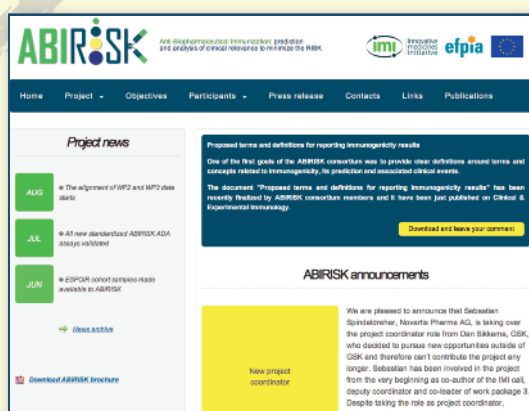 ABIRISK
Anti-Biopharmaceutical Immunization: prediction
and analysis of clinical relevance to minimize the RISK
imi
innovative
medicines
initiative
efpia
Home Project Objectives Participants Press release Contacts Links Publications
Project news
AUG
The alignment of WP2 and WP3 data
starts
JUL
All new standardized ABIRISK ADA
assays validated
JUN
ESPOIR cohort samples made
available to ABIRISK
News archive
Download ABIRISK brochure
Proposed terms and definitions for reporting immunogenicity results
One of the first goals of the ABIRISK consortium was to provide clear definitions around terms and
concepts related to immunogenicity, its prediction and associated clinical events.
The document "Proposed terms and definitions for reporting immunogenicity results" has been
recently finalized by ABIRISK consortium members and it have been just published on Clinical &
Experimental Immunology.
Download and leave your comment
ABIRISK announcements
New project
coordinator
We are pleased to announce that Sebastian
Spindeldreher, Novartis Pharma AG, is taking over
the project coordinator role from Dan Sikkema, GSK,
who decided to pursue new opportunities outside of
GSK and therefore can't contribute the project any
longer. Sebastian has been involved in the project
from the very beginning as co-author of the IMI call,
deputy coordinator and co-leader of work package 3.
Despite taking the role as project coordinator,